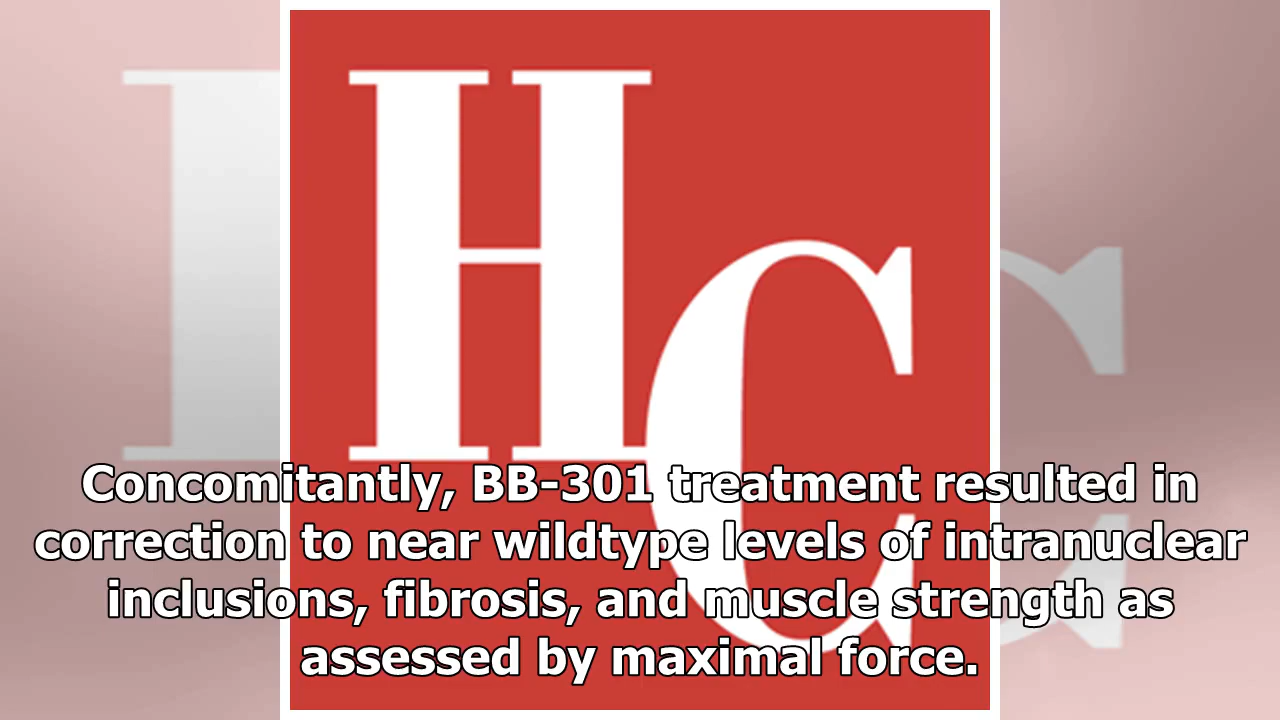 HC
Concomitantly, BB-301 treatment resulted in
correction to near wildtype levels of intranuclear
inclusions, fibrosis, and muscle strength as
assessed by maximal force.